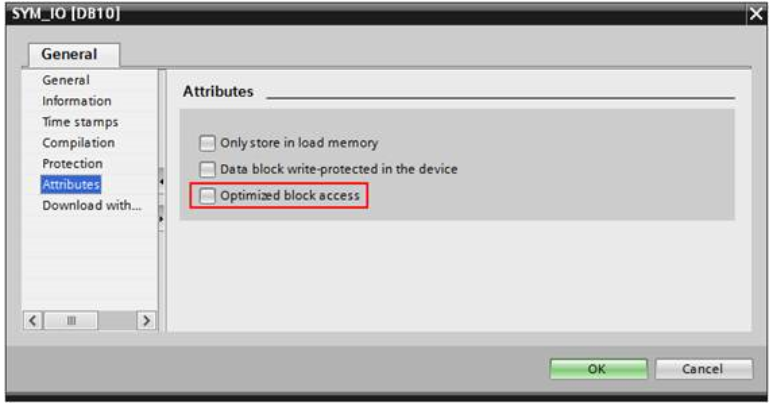 SYM_IO [DB10]
General
General
Information
Time stamps
Compilation
Protection
Attributes
Download with...
Attributes
Only store in load memory
Data block write-protected in the device
Optimized block access
OK
Cancel